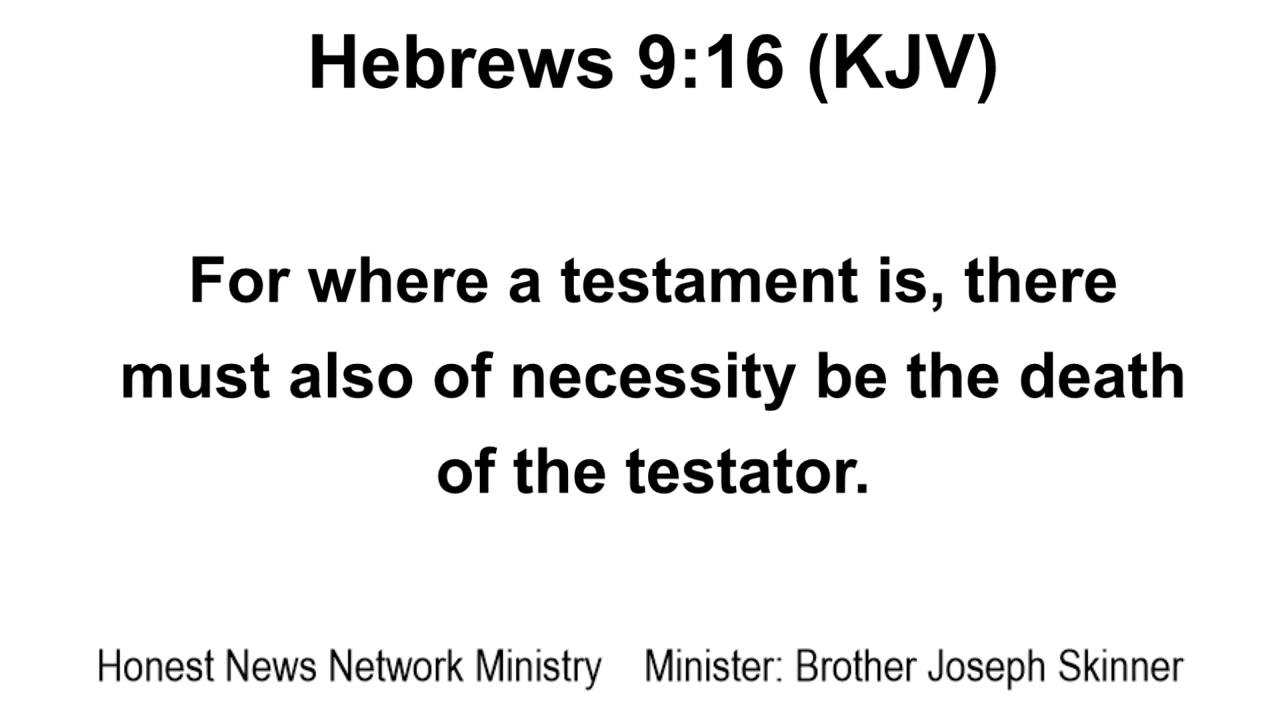 Hebrews 9:16 (KJV)
For where a testament is, there
must also of necessity be the death
of the testator.
Honest News Network Ministry Minister: Brother Joseph Skinner